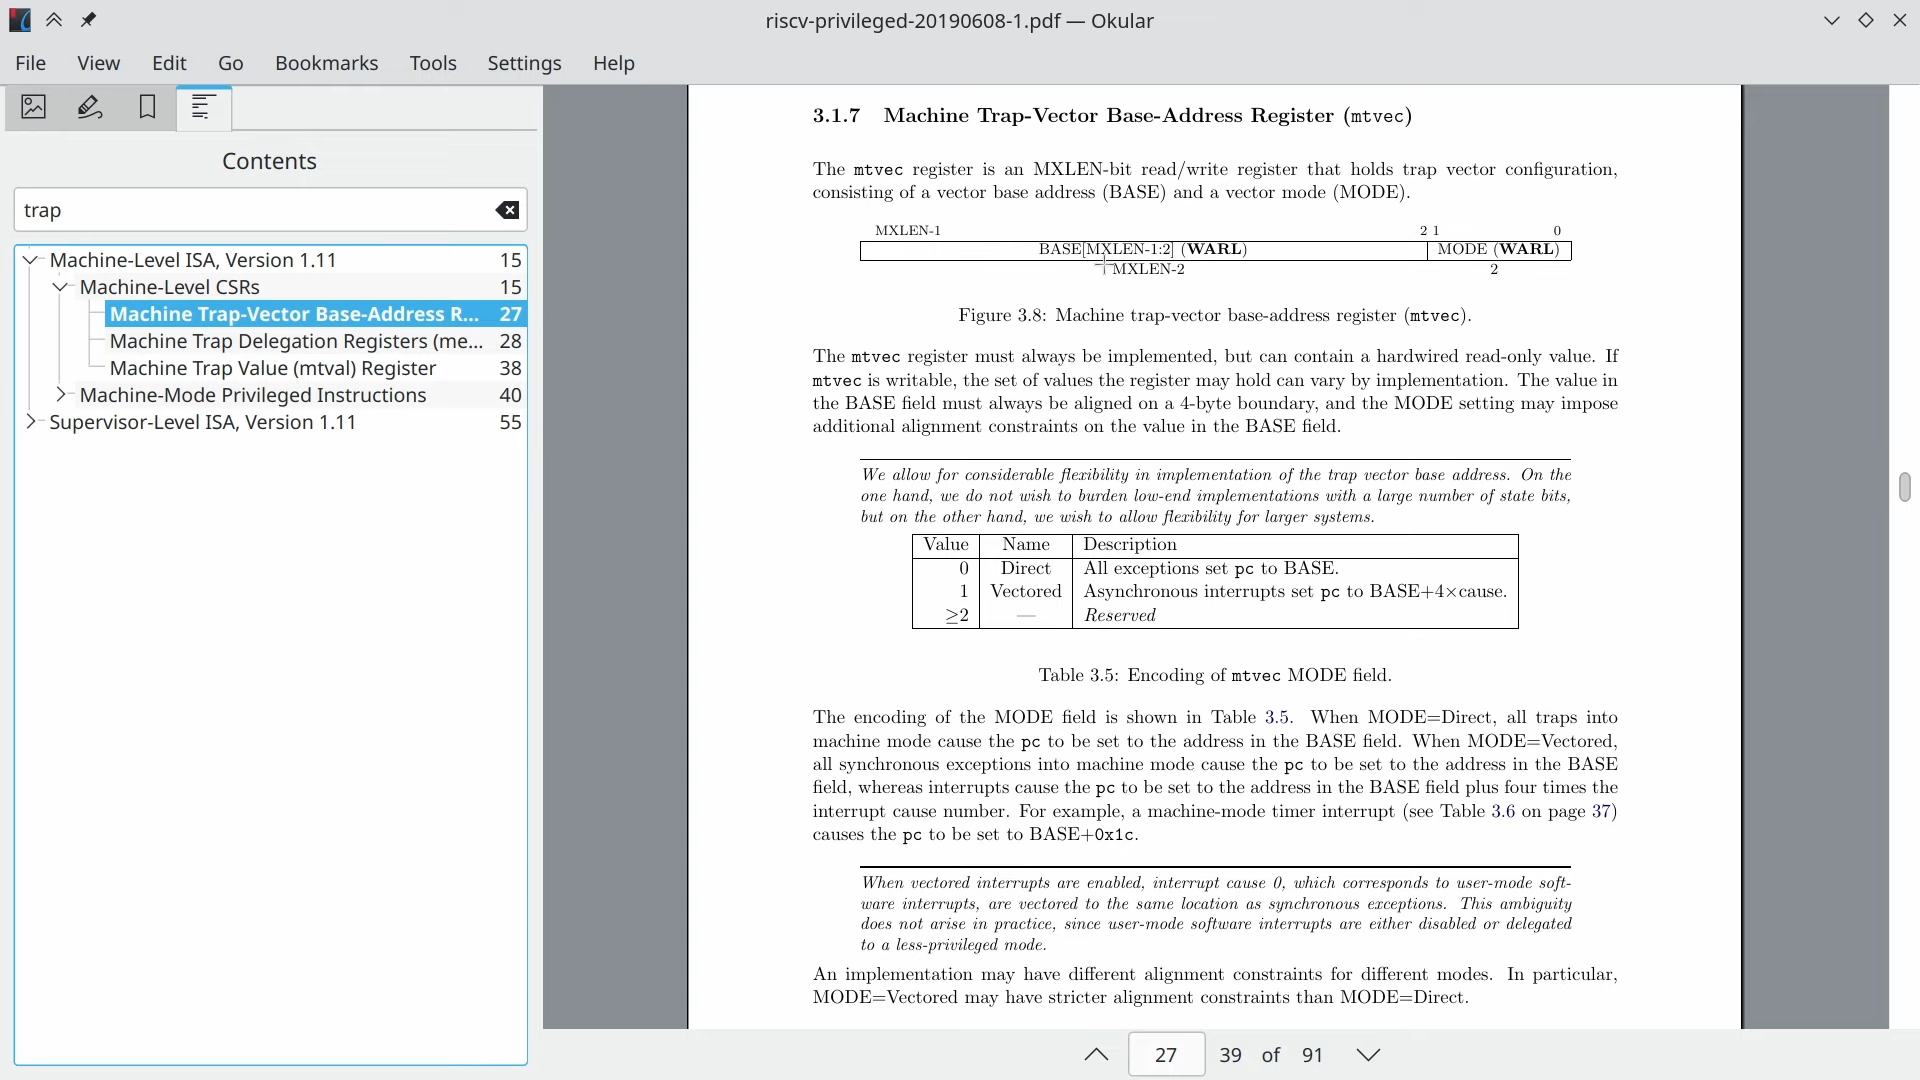 riscv-privileged-20190608-1.pdf — Okular
File View Edit Go Bookmarks Tools Settings Help
Contents
trap
Machine-Level ISA, Version 1.11 15
Machine-Level CSRs 15
Machine Trap-Vector Base-Address R... 27
Machine Trap Delegation Registers (me... 28
Machine Trap Value (mtval) Register 38
Machine-Mode Privileged Instructions 40
Supervisor-Level ISA, Version 1.11 55
3.1.7 Machine Trap-Vector Base-Address Register (mtvec)
The mtvec register is an MXLEN-bit read/write register that holds trap vector configuration,
consisting of a vector base address (BASE) and a vector mode (MODE).
MXLEN-1 2 1 0
BASE[MXLEN-1:2] (WARL) MODE (WARL)
MXLEN-2 2
Figure 3.8: Machine trap-vector base-address register (mtvec).
The mtvec register must always be implemented, but can contain a hardwired read-only value. If
mtvec is writable, the set of values the register may hold can vary by implementation. The value in
the BASE field must always be aligned on a 4-byte boundary, and the MODE setting may impose
additional alignment constraints on the value in the BASE field.
We allow for considerable flexibility in implementation of the trap vector base address. On the
one hand, we do not wish to burden low-end implementations with a large number of state bits,
but on the other hand, we wish to allow flexibility for larger systems.
Value Name Description
0 Direct All exceptions set pc to BASE.
1 Vectored Asynchronous interrupts set pc to BASE+4×cause.
≥2 — Reserved
Table 3.5: Encoding of mtvec MODE field.
The encoding of the MODE field is shown in Table 3.5. When MODE=Direct, all traps into
machine mode cause the pc to be set to the address in the BASE field. When MODE=Vectored,
all synchronous exceptions into machine mode cause the pc to be set to the address in the BASE
field, whereas interrupts cause the pc to be set to the address in the BASE field plus four times the
interrupt cause number. For example, a machine-mode timer interrupt (see Table 3.6 on page 37)
causes the pc to be set to BASE+0x1c.
When vectored interrupts are enabled, interrupt cause 0, which corresponds to user-mode soft-
ware interrupts, are vectored to the same location as synchronous exceptions. This ambiguity
does not arise in practice, since user-mode software interrupts are either disabled or delegated
to a less-privileged mode.
An implementation may have different alignment constraints for different modes. In particular,
MODE=Vectored may have stricter alignment constraints than MODE=Direct.
27 39 of 91